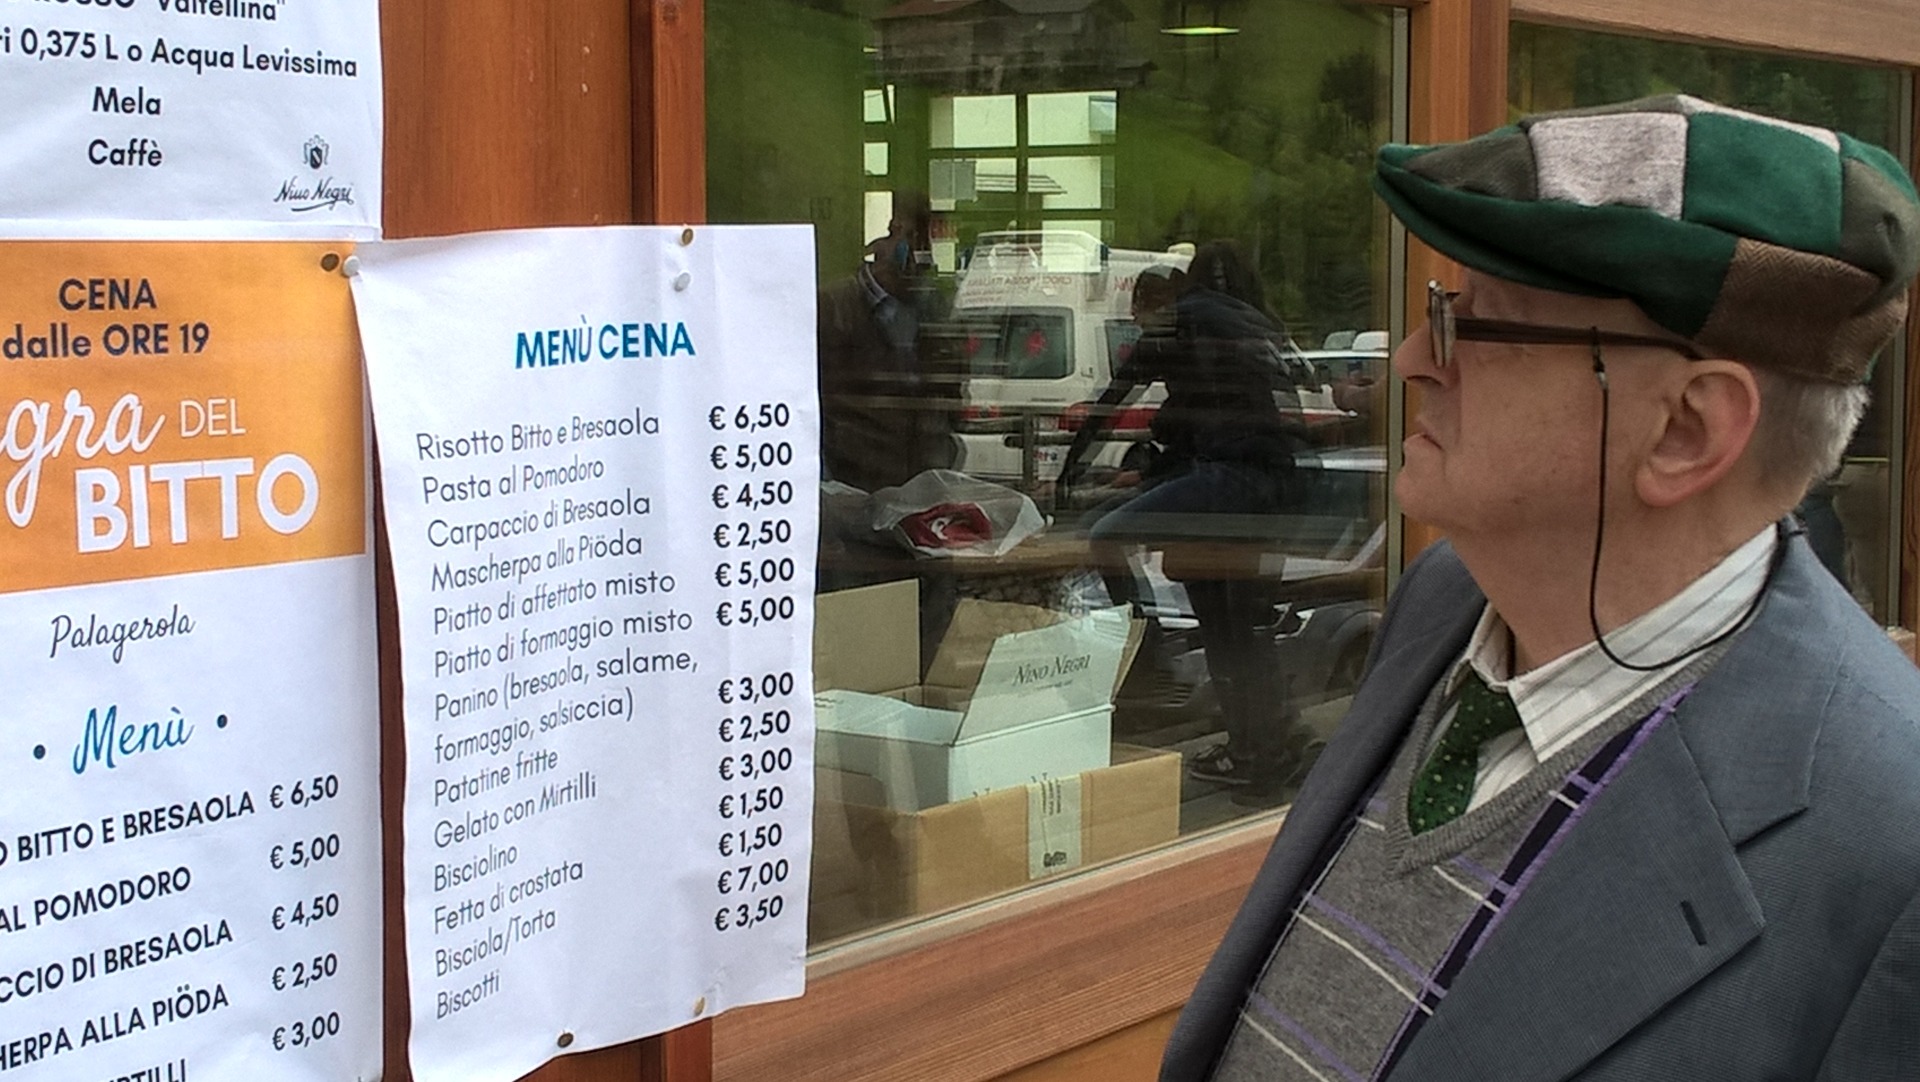 "Valtellina"
0,375 L o Acqua Levissima
Mela
Caffè
Nino Negri
CENA
dalle ORE 19
DEL
BITTO
Palagerola
• Menù •
BITTO E BRESAOLA € 6,50
AL POMODORO € 5,00
DI BRESAOLA € 4,50
ALLA PIÖDA € 2,50
€ 3,00
MENÙ CENA
Risotto Bitto e Bresaola € 6,50
Pasta al Pomodoro € 5,00
Carpaccio di Bresaola € 4,50
Mascherpa alla Piöda € 2,50
Piatto di affettato misto € 5,00
Piatto di formaggio misto € 5,00
Panino (bresaola, salame,
formaggio, salsiccia) € 3,00
Patatine fritte € 2,50
Gelato con Mirtilli € 3,00
Bisciolino € 1,50
Fetta di crostata € 1,50
Bisciola/Torta € 7,00
Biscotti € 3,50
NINO NEGRI